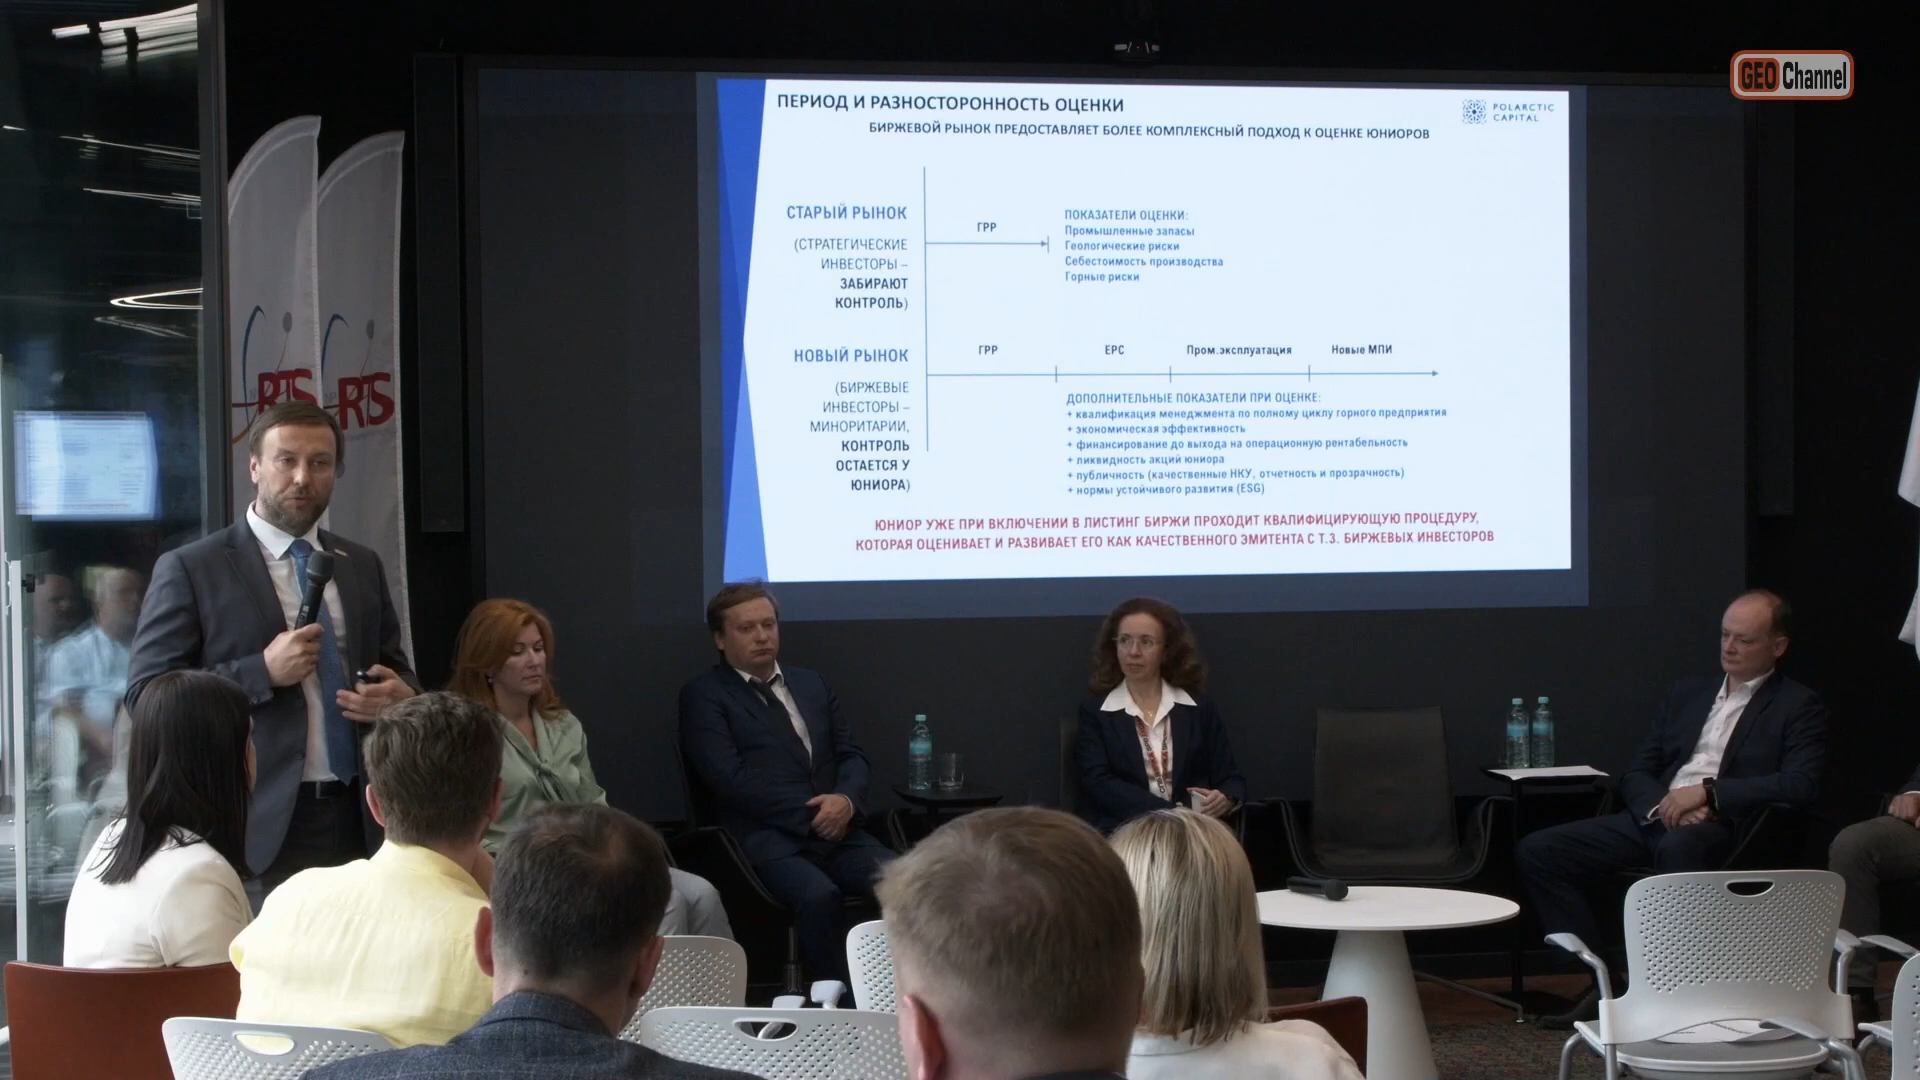 GEO Channel
ПЕРИОД И РАЗНОСТОРОННОСТЬ ОЦЕНКИ
POLARCTIC
CAPITAL
БИРЖЕВОЙ РЫНОК ПРЕДОСТАВЛЯЕТ БОЛЕЕ КОМПЛЕКСНЫЙ ПОДХОД К ОЦЕНКЕ ЮНИОРОВ
СТАРЫЙ РЫНОК
(СТРАТЕГИЧЕСКИЕ
ИНВЕСТОРЫ –
ЗАБИРАЮТ
КОНТРОЛЬ)
ГРР
ПОКАЗАТЕЛИ ОЦЕНКИ:
Промышленные запасы
Геологические риски
Себестоимость производства
Горные риски
НОВЫЙ РЫНОК
(БИРЖЕВЫЕ
ИНВЕСТОРЫ –
МИНОРИТАРИИ,
КОНТРОЛЬ
ОСТАЕТСЯ У
ЮНИОРА)
ГРР
EPC
Пром.эксплуатация
Новые МПИ
ДОПОЛНИТЕЛЬНЫЕ ПОКАЗАТЕЛИ ПРИ ОЦЕНКЕ:
+ квалификация менеджмента по полному циклу горного предприятия
+ экономическая эффективность
+ финансирование до выхода на операционную рентабельность
+ ликвидность акций юниора
+ публичность (качественные НКУ, отчетность и прозрачность)
+ нормы устойчивого развития (ESG)
ЮНИОР УЖЕ ПРИ ВКЛЮЧЕНИИ В ЛИСТИНГ БИРЖИ ПРОХОДИТ КВАЛИФИЦИРУЮЩУЮ ПРОЦЕДУРУ,
КОТОРАЯ ОЦЕНИВАЕТ И РАЗВИВАЕТ ЕГО КАК КАЧЕСТВЕННОГО ЭМИТЕНТА С Т.З. БИРЖЕВЫХ ИНВЕСТОРОВ
RTS
RTS